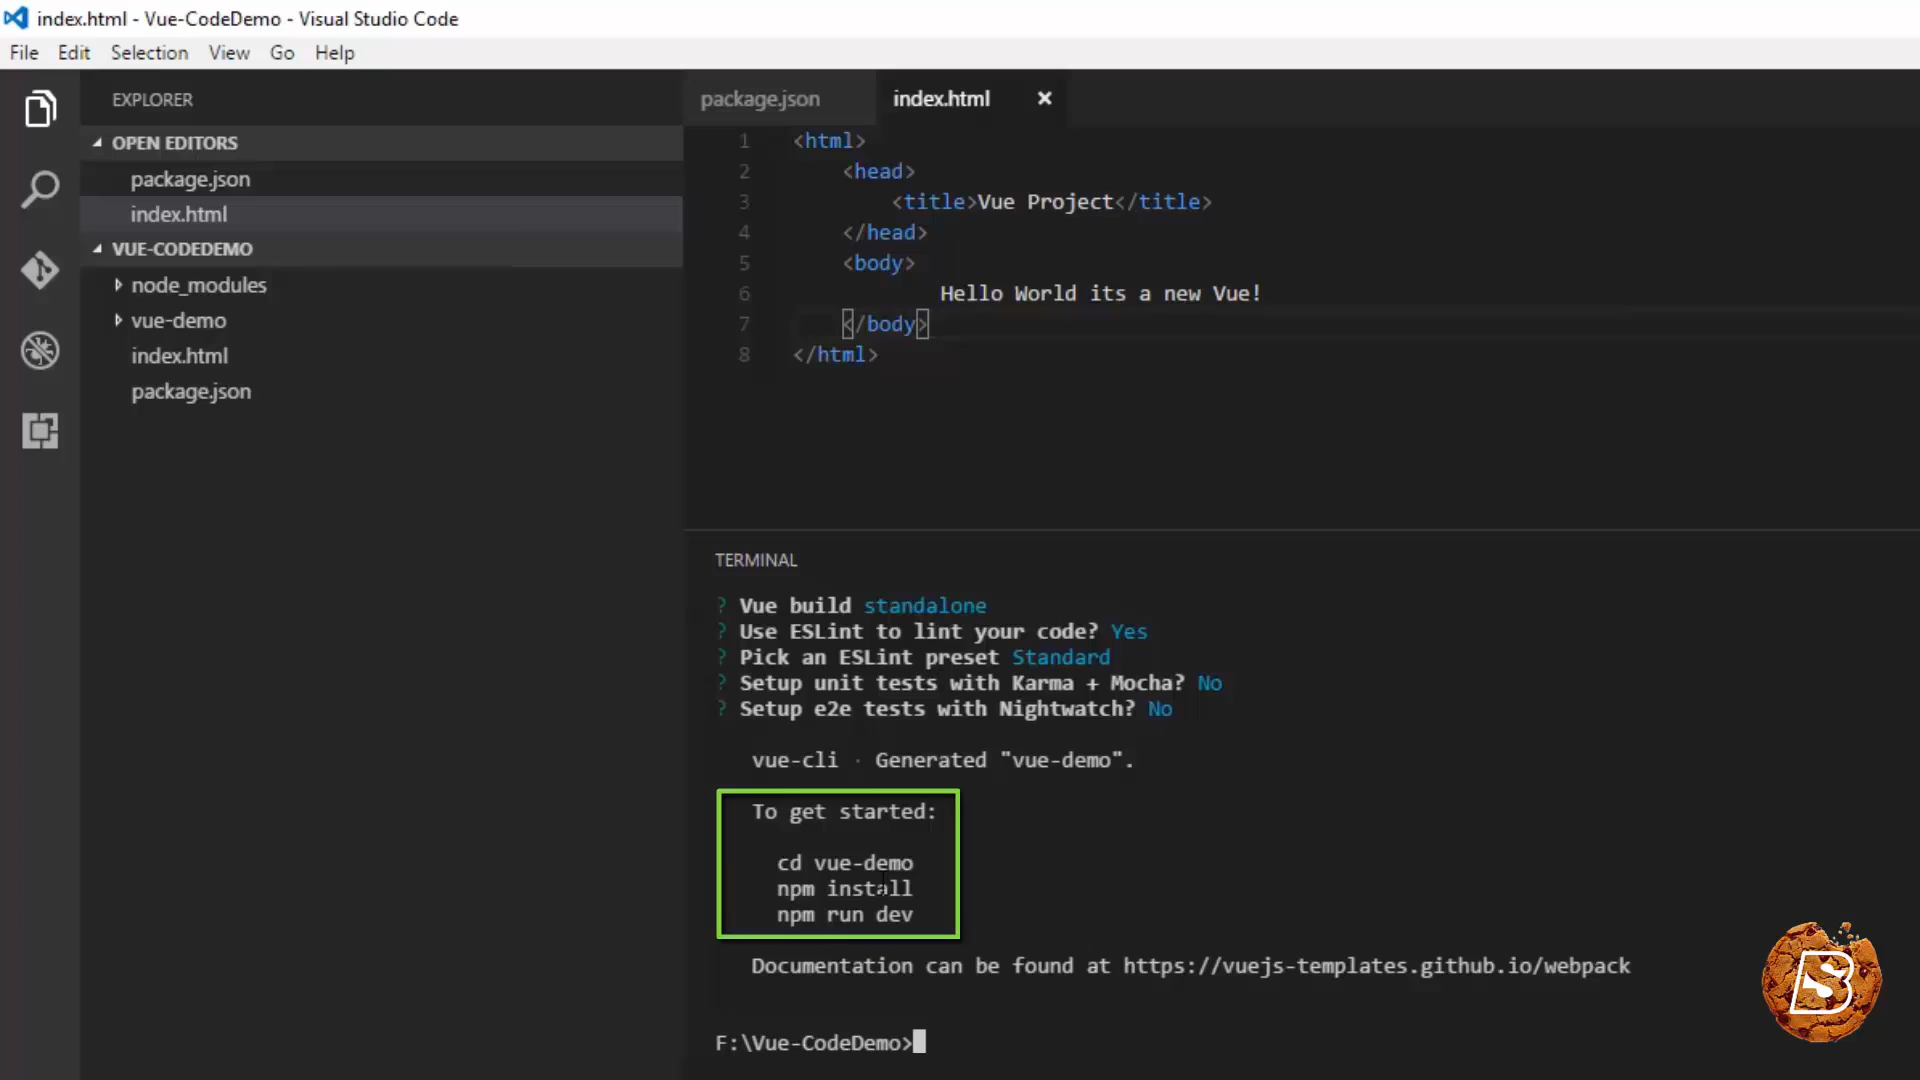 index.html - Vue-CodeDemo - Visual Studio Code
File Edit Selection View Go Help
EXPLORER
OPEN EDITORS
package.json
index.html
VUE-CODEDEMO
node_modules
vue-demo
index.html
package.json
package.json index.html
1 <html>
2 <head>
3 <title>Vue Project</title>
4 </head>
5 <body>
6 Hello World its a new Vue!
7 </body>
8 </html>
TERMINAL
? Vue build standalone
? Use ESLint to lint your code? Yes
? Pick an ESLint preset Standard
? Setup unit tests with Karma + Mocha? No
? Setup e2e tests with Nightwatch? No
vue-cli · Generated "vue-demo".
To get started:
cd vue-demo
npm install
npm run dev
Documentation can be found at https://vuejs-templates.github.io/webpack
F:\Vue-CodeDemo>